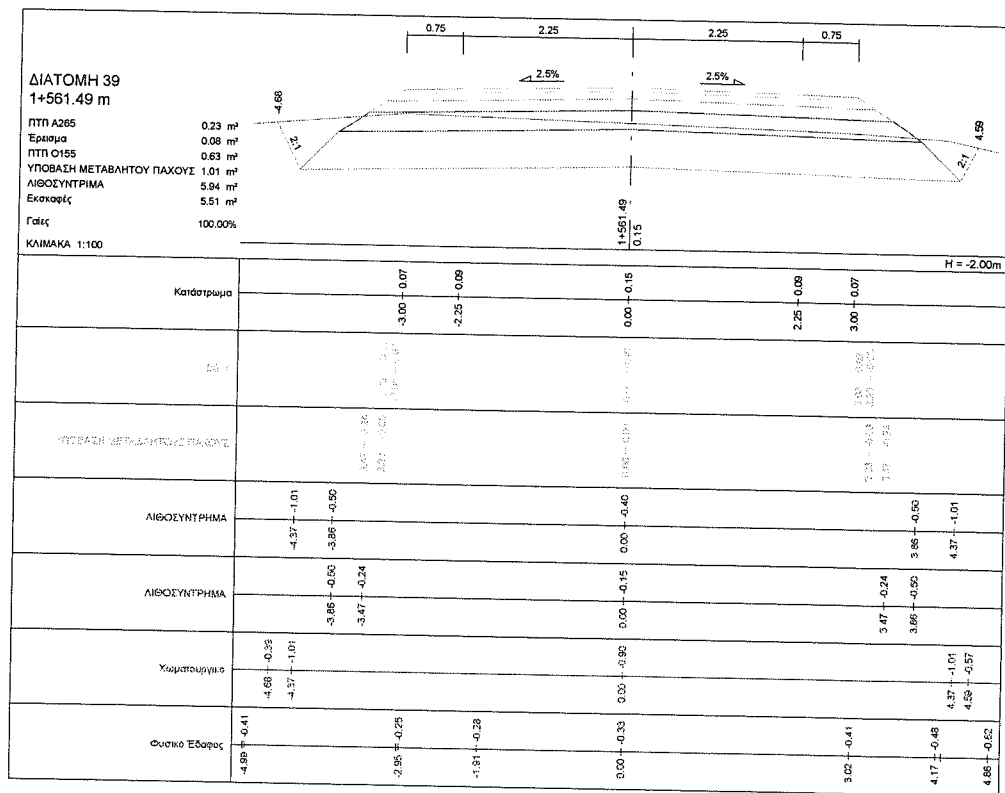 0.75 2.25 2.25 0.75
ΔΙΑΤΟΜΗ 39
1+561.49 m
2.5% 2.5%
-4.68 4.59
2:1 2:1
ΠΤΠ Α265 0.23 m²
Έρεισμα 0.08 m²
ΠΤΠ Ο155 0.63 m²
ΥΠΟΒΑΣΗ ΜΕΤΑΒΛΗΤΟΥ ΠΑΧΟΥΣ 1.01 m²
ΛΙΘΟΣΥΝΤΡΙΜΑ 5.94 m²
Εκσκαφές 5.51 m²
Γαίες 100.00%
ΚΛΙΜΑΚΑ 1:100
1+561.49
0.15
H = -2.00m
Κατάστρωμα
-3.00 0.07 -2.25 0.09 0.00 0.15 2.25 0.09 3.00 0.07
ΥΠΟΒΑΣΗ ΜΕΤΑΒΛΗΤΟΥ ΠΑΧΟΥΣ
ΛΙΘΟΣΥΝΤΡΗΜΑ
-4.37 -1.01 -3.86 -0.50 0.00 -0.40 3.86 -0.50 4.37 -1.01
ΛΙΘΟΣΥΝΤΡΗΜΑ
-3.86 -0.50 -3.47 -0.24 0.00 -0.15 3.47 -0.24 3.86 -0.50
Χωματουργικο
-4.68 -0.39 -4.37 -1.01 0.00 -0.90 4.37 -1.01 4.59 -0.57
Φυσικο Έδαφος
-4.99 -0.41 -2.95 -0.25 -1.91 -0.28 0.00 -0.33 3.02 -0.41 4.17 -0.48 4.86 -0.62